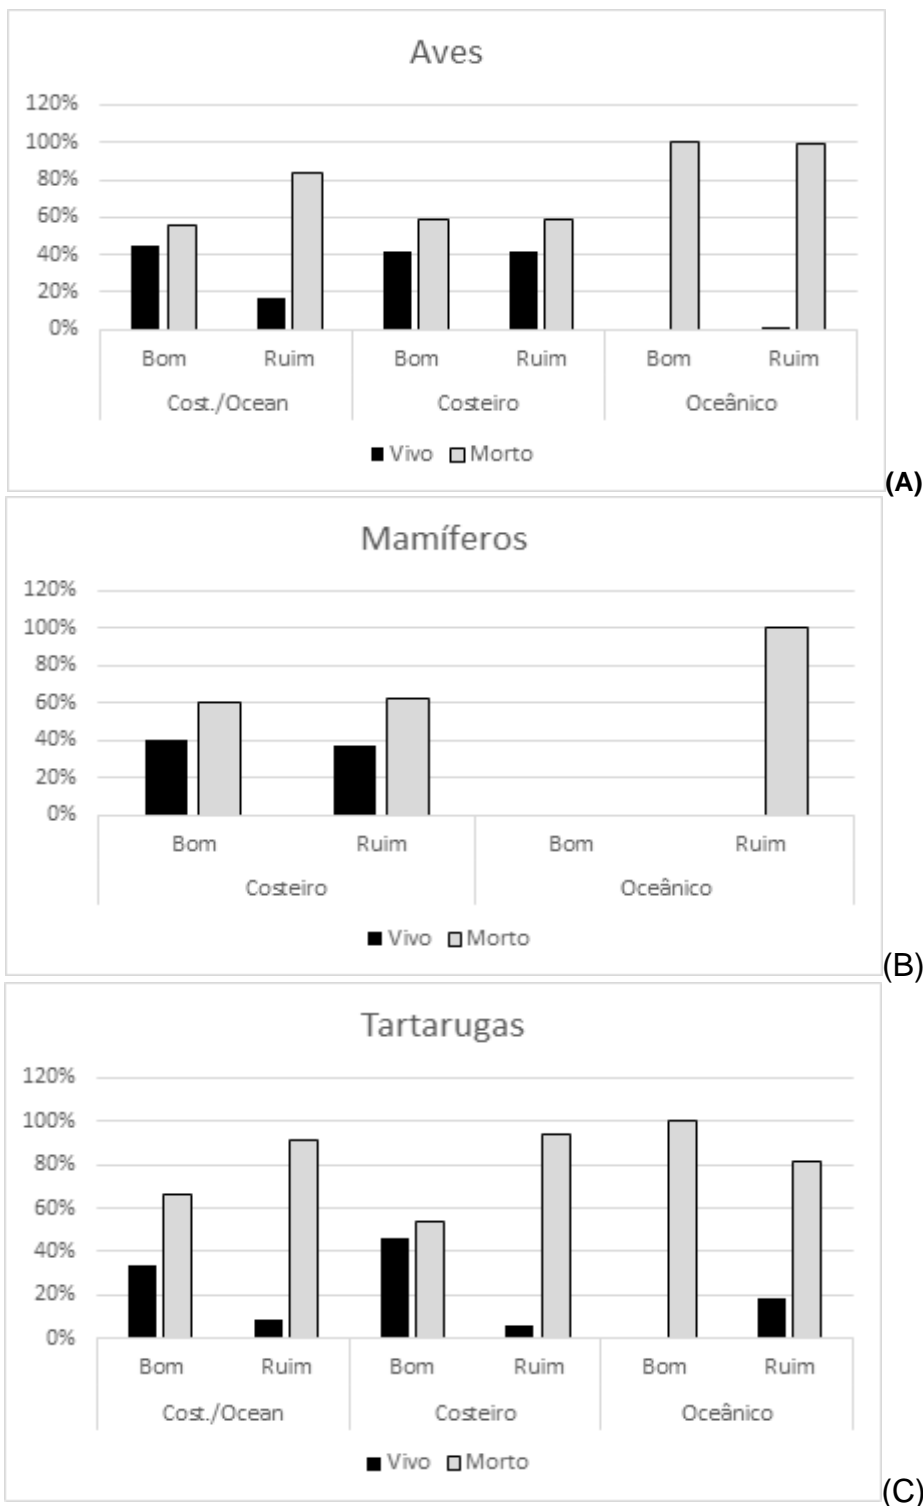 Aves
120%
100%
80%
60%
40%
20%
0%
Bom Ruim Bom Ruim Bom Ruim
Cost./Ocean Costeiro Oceânico
Vivo Morto
(A)
Mamíferos
120%
100%
80%
60%
40%
20%
0%
Bom Ruim Bom Ruim
Costeiro Oceânico
Vivo Morto
(B)
Tartarugas
120%
100%
80%
60%
40%
20%
0%
Bom Ruim Bom Ruim Bom Ruim
Cost./Ocean Costeiro Oceânico
Vivo Morto
(C)